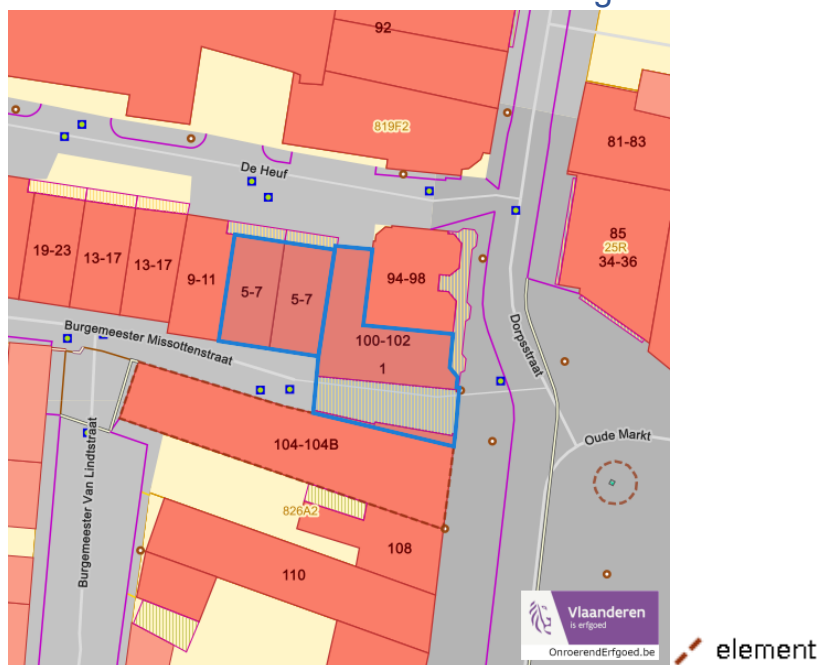 92
819F2
De Heuf
81-83
85
25R
34-36
19-23
13-17
13-17
9-11
5-7
5-7
94-98
100-102
1
Burgemeester Missottenstraat
Dorpsstraat
Oude Markt
104-104B
Burgemeester Van Lindtstraat
826A2
108
110
Vlaanderen
is erfgoed
OnroerendErfgoed.be
element